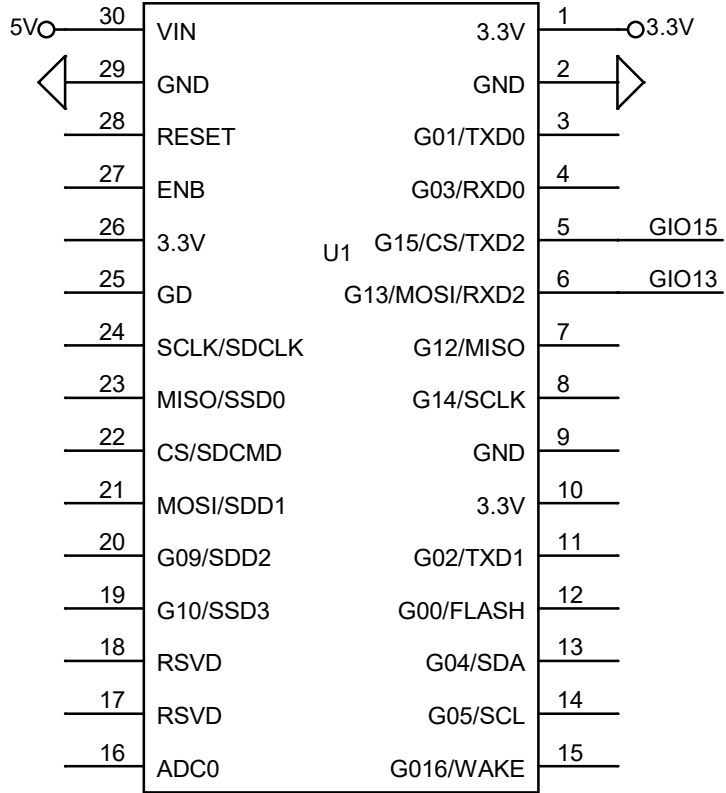 5V 30 VIN 3.3V 1 3.3V
29 GND GND 2
28 RESET G01/TXD0 3
27 ENB G03/RXD0 4
26 3.3V U1 G15/CS/TXD2 5 GIO15
25 GD G13/MOSI/RXD2 6 GIO13
24 SCLK/SDCLK G12/MISO 7
23 MISO/SSD0 G14/SCLK 8
22 CS/SDCMD GND 9
21 MOSI/SDD1 3.3V 10
20 G09/SDD2 G02/TXD1 11
19 G10/SSD3 G00/FLASH 12
18 RSVD G04/SDA 13
17 RSVD G05/SCL 14
16 ADC0 G016/WAKE 15